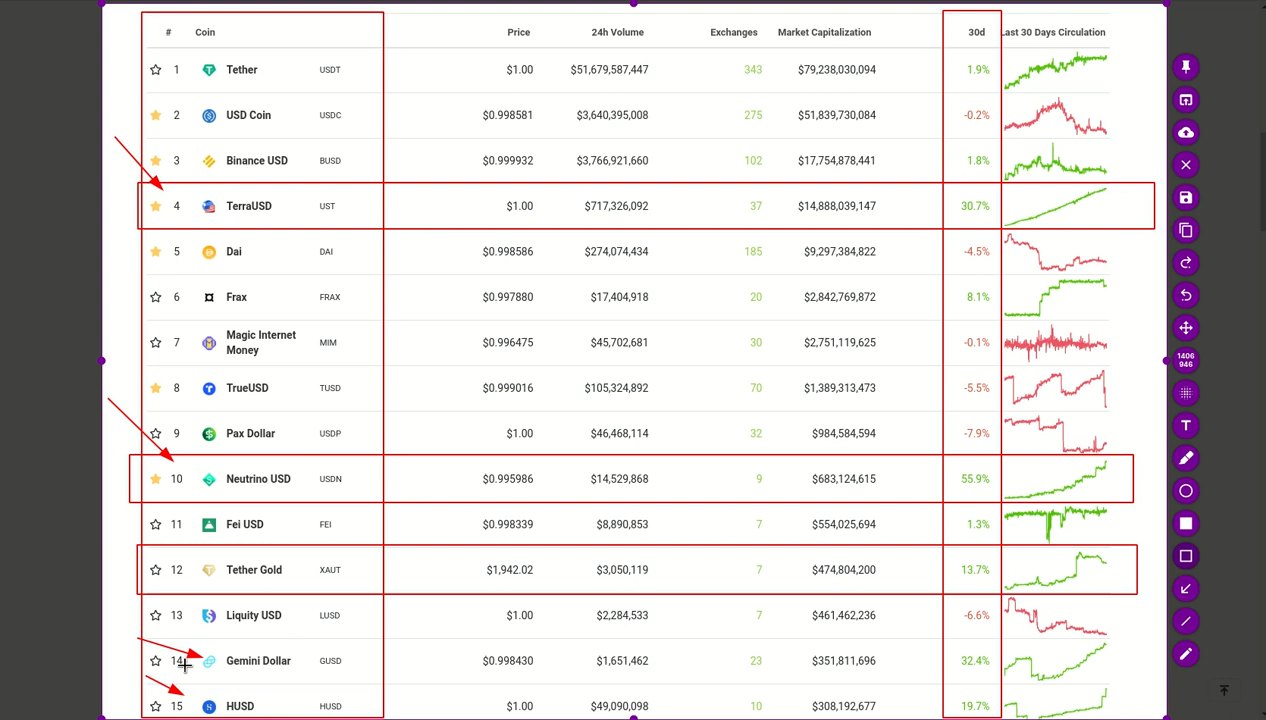 # Coin Price 24h Volume Exchanges Market Capitalization 30d Last 30 Days Circulation
1 Tether USDT $1.00 $51,679,587,447 343 $79,238,030,094 1.9%
2 USD Coin USDC $0.998581 $3,640,395,008 275 $51,839,730,084 -0.2%
3 Binance USD BUSD $0.999932 $3,766,921,660 102 $17,754,878,441 1.8%
4 TerraUSD UST $1.00 $717,326,092 37 $14,888,039,147 30.7%
5 Dai DAI $0.998586 $274,074,434 185 $9,297,384,822 -4.5%
6 Frax FRAX $0.997880 $17,404,918 20 $2,842,769,872 8.1%
7 Magic Internet Money MIM $0.996475 $45,702,681 30 $2,751,119,625 -0.1%
8 TrueUSD TUSD $0.999016 $105,324,892 70 $1,389,313,473 -5.5%
9 Pax Dollar USDP $1.00 $46,468,114 32 $984,584,594 -7.9%
10 Neutrino USD USDN $0.995986 $14,529,868 9 $683,124,615 55.9%
11 Fei USD FEI $0.998339 $8,890,853 7 $554,025,694 1.3%
12 Tether Gold XAUT $1,942.02 $3,050,119 7 $474,804,200 13.7%
13 Liquity USD LUSD $1.00 $2,284,533 7 $461,462,236 -6.6%
14 Gemini Dollar GUSD $0.998430 $1,651,462 23 $351,811,696 32.4%
15 HUSD HUSD $1.00 $49,090,098 10 $308,192,677 19.7%
1406
946
T